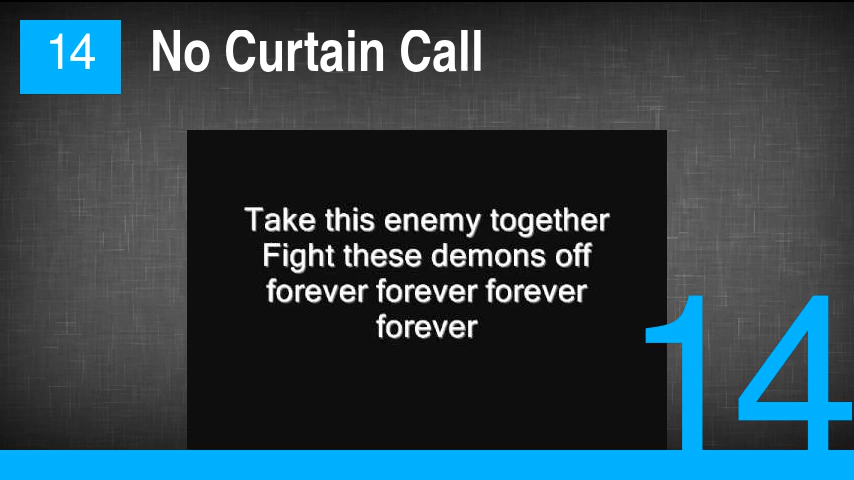 14 No Curtain Call
Take this enemy together
Fight these demons off
forever forever forever
forever
14